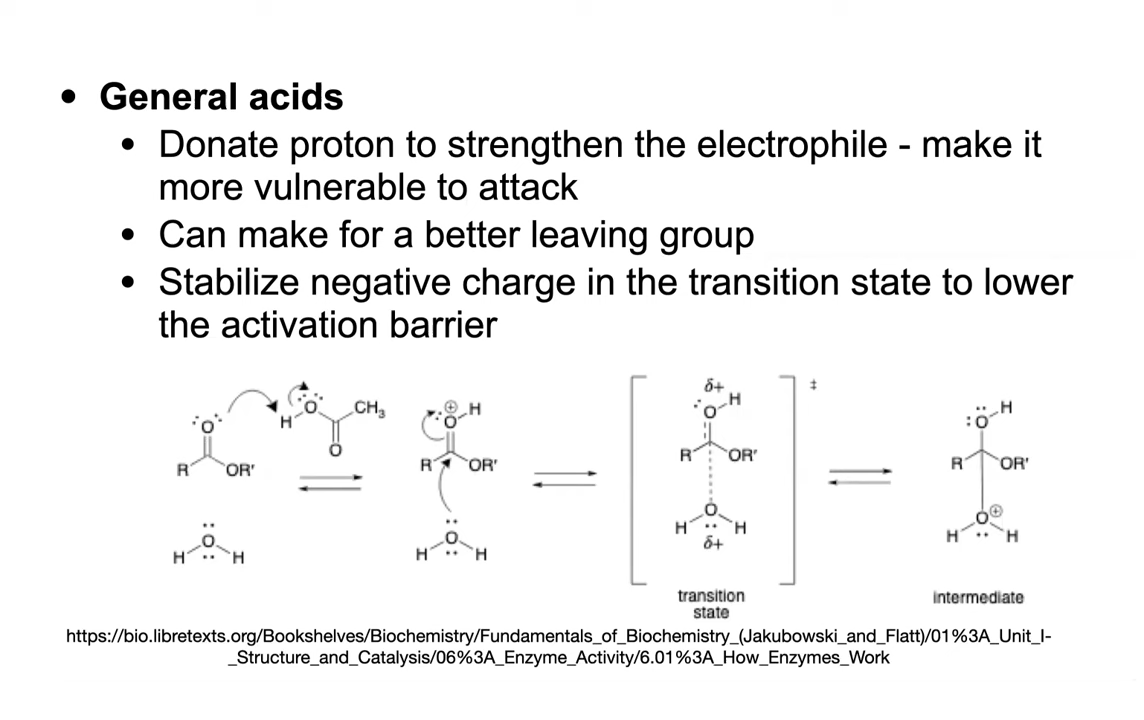 • General acids
• Donate proton to strengthen the electrophile - make it
more vulnerable to attack
• Can make for a better leaving group
• Stabilize negative charge in the transition state to lower
the activation barrier
O R OR' H O H
H O CH3 O
⊕ O H R OR' H O H
δ+ O H R OR' H O H δ+ ‡
O H R OR' O ⊕ H H
transition
state
intermediate
https://bio.libretexts.org/Bookshelves/Biochemistry/Fundamentals_of_Biochemistry_(Jakubowski_and_Flatt)/01%3A_Unit_I-
_Structure_and_Catalysis/06%3A_Enzyme_Activity/6.01%3A_How_Enzymes_Work